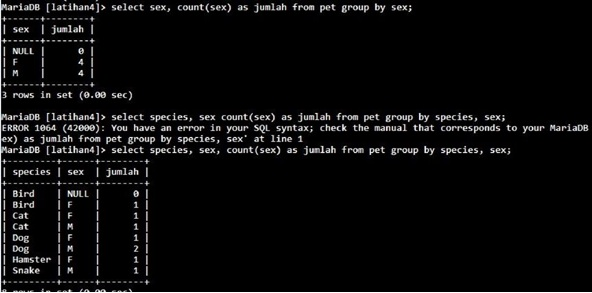 MariaDB [latihan4]> select sex, count(sex) as jumlah from pet group by sex;
+------+--------+
| sex  | jumlah |
+------+--------+
| NULL |      0 |
| F    |      4 |
| M    |      4 |
+------+--------+
3 rows in set (0.00 sec)

MariaDB [latihan4]> select species, sex count(sex) as jumlah from pet group by species, sex;
ERROR 1064 (42000): You have an error in your SQL syntax; check the manual that corresponds to your MariaDB
ex) as jumlah from pet group by species, sex' at line 1
MariaDB [latihan4]> select species, sex, count(sex) as jumlah from pet group by species, sex;
+---------+------+--------+
| species | sex  | jumlah |
+---------+------+--------+
| Bird    | NULL |      0 |
| Bird    | F    |      1 |
| Cat     | F    |      1 |
| Cat     | M    |      1 |
| Dog     | F    |      1 |
| Dog     | M    |      2 |
| Hamster | F    |      1 |
| Snake   | M    |      1 |
+---------+------+--------+
8 rows in set (0.00 sec)